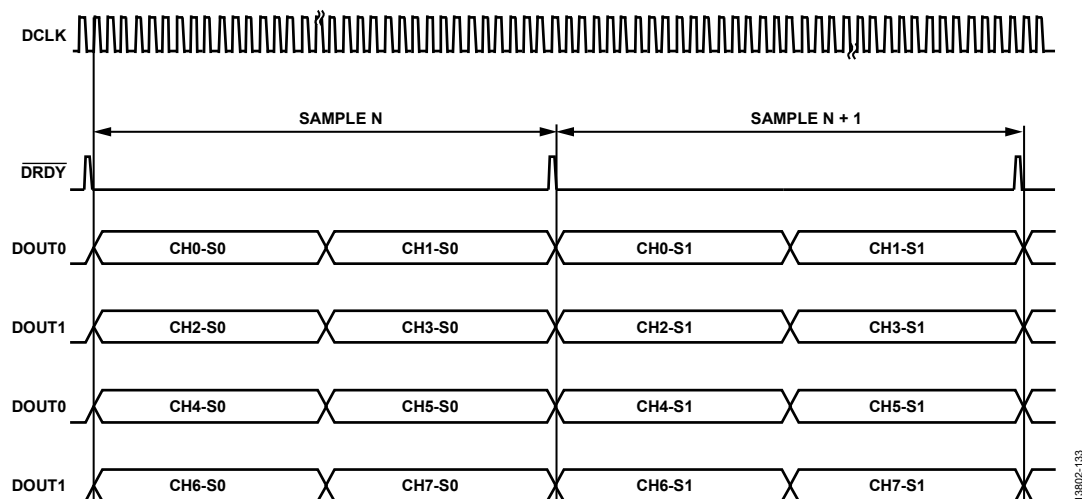 DCLK
SAMPLE N SAMPLE N + 1
DRDY
DOUT0 CH0-S0 CH1-S0 CH0-S1 CH1-S1
DOUT1 CH2-S0 CH3-S0 CH2-S1 CH3-S1
DOUT0 CH4-S0 CH5-S0 CH4-S1 CH5-S1
DOUT1 CH6-S0 CH7-S0 CH6-S1 CH7-S1
13802-133